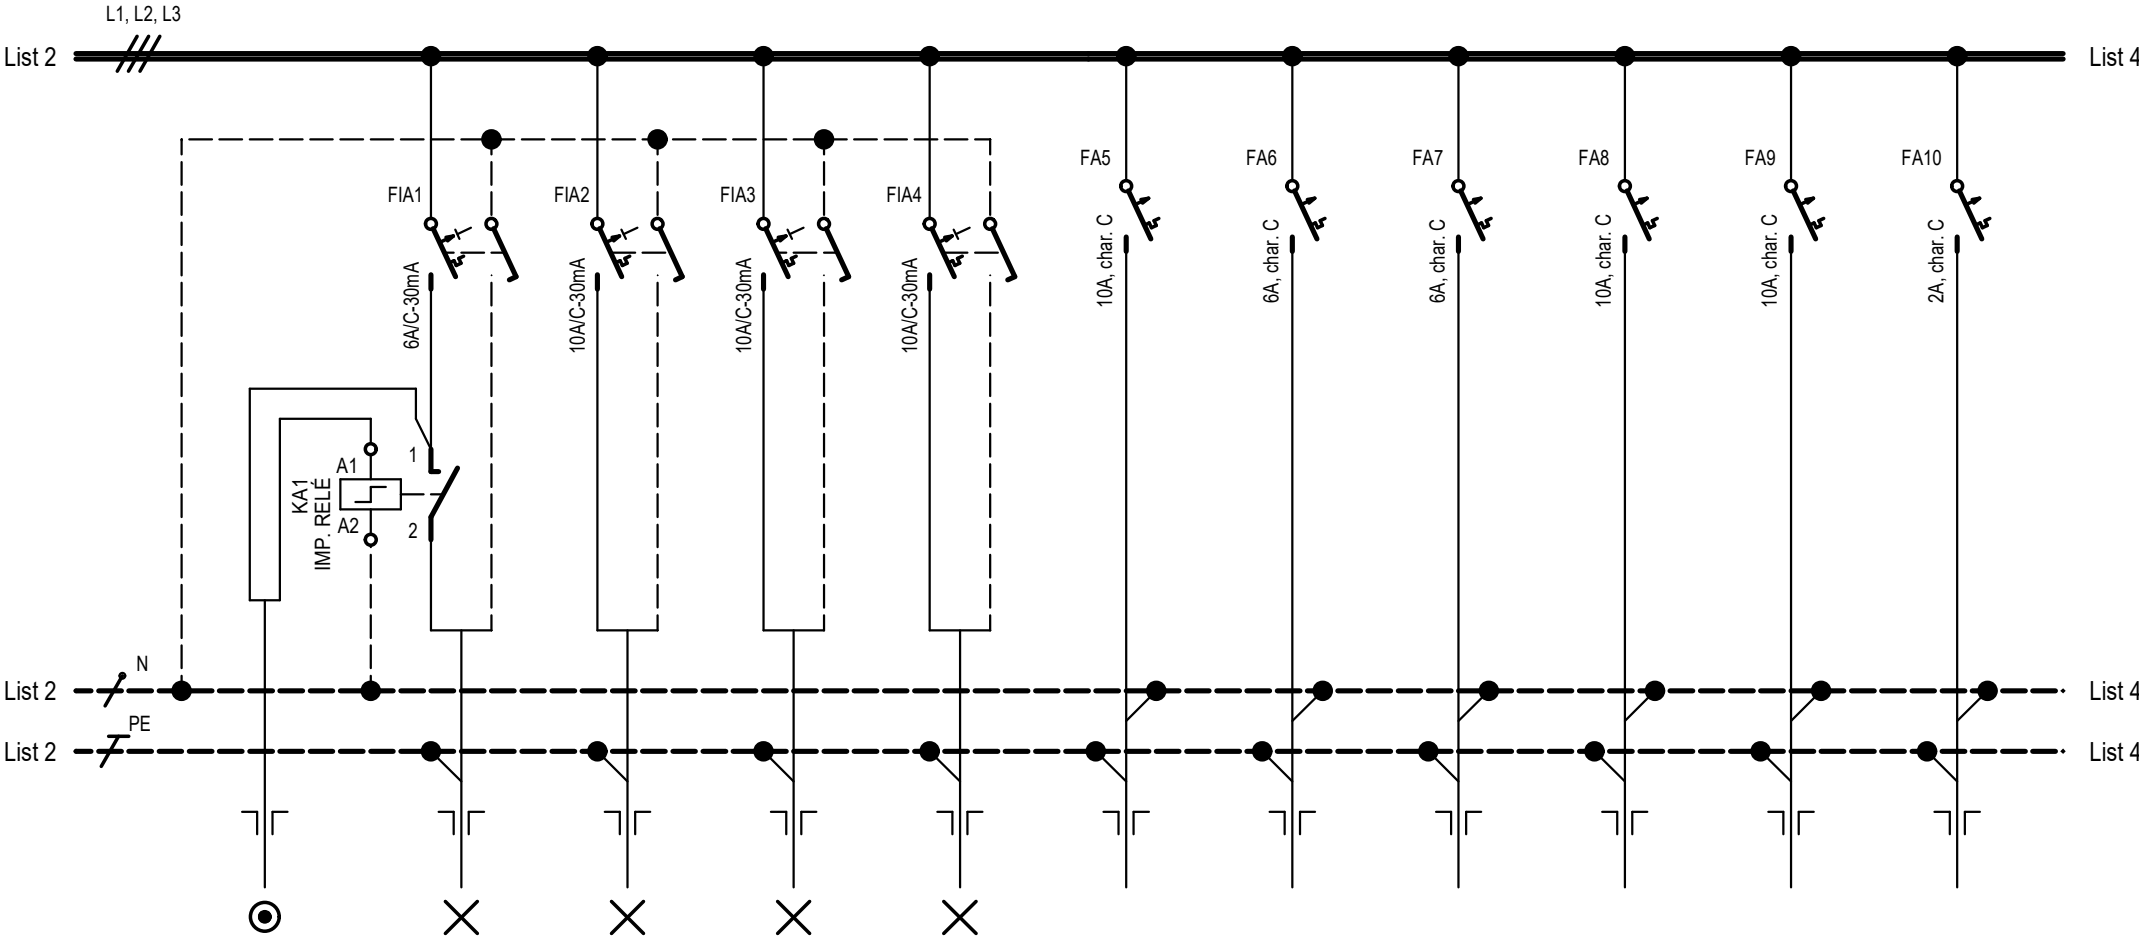 L1, L2, L3
List 2
List 4
FA5
FA6
FA7
FA8
FA9
FA10
FIA1
FIA2
FIA3
FIA4
10A, char. C
6A, char. C
6A, char. C
10A, char. C
10A, char. C
2A, char. C
6A/C-30mA
10A/C-30mA
10A/C-30mA
10A/C-30mA
1
A1
KA1
IMP. RELÉ
A2
2
N
List 2
List 4
PE
List 2
List 4